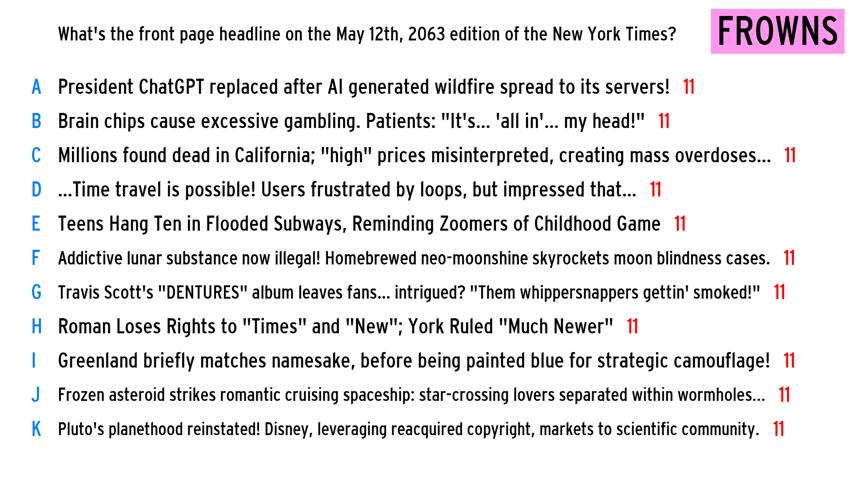 What's the front page headline on the May 12th, 2063 edition of the New York Times? FROWNS
A President ChatGPT replaced after AI generated wildfire spread to its servers! 11
B Brain chips cause excessive gambling. Patients: "It's... 'all in'... my head!" 11
C Millions found dead in California; "high" prices misinterpreted, creating mass overdoses... 11
D ...Time travel is possible! Users frustrated by loops, but impressed that... 11
E Teens Hang Ten in Flooded Subways, Reminding Zoomers of Childhood Game 11
F Addictive lunar substance now illegal! Homebrewed neo-moonshine skyrockets moon blindness cases. 11
G Travis Scott's "DENTURES" album leaves fans... intrigued? "Them whippersnappers gettin' smoked!" 11
H Roman Loses Rights to "Times" and "New"; York Ruled "Much Newer" 11
I Greenland briefly matches namesake, before being painted blue for strategic camouflage! 11
J Frozen asteroid strikes romantic cruising spaceship: star-crossing lovers separated within wormholes... 11
K Pluto's planethood reinstated! Disney, leveraging reacquired copyright, markets to scientific community. 11